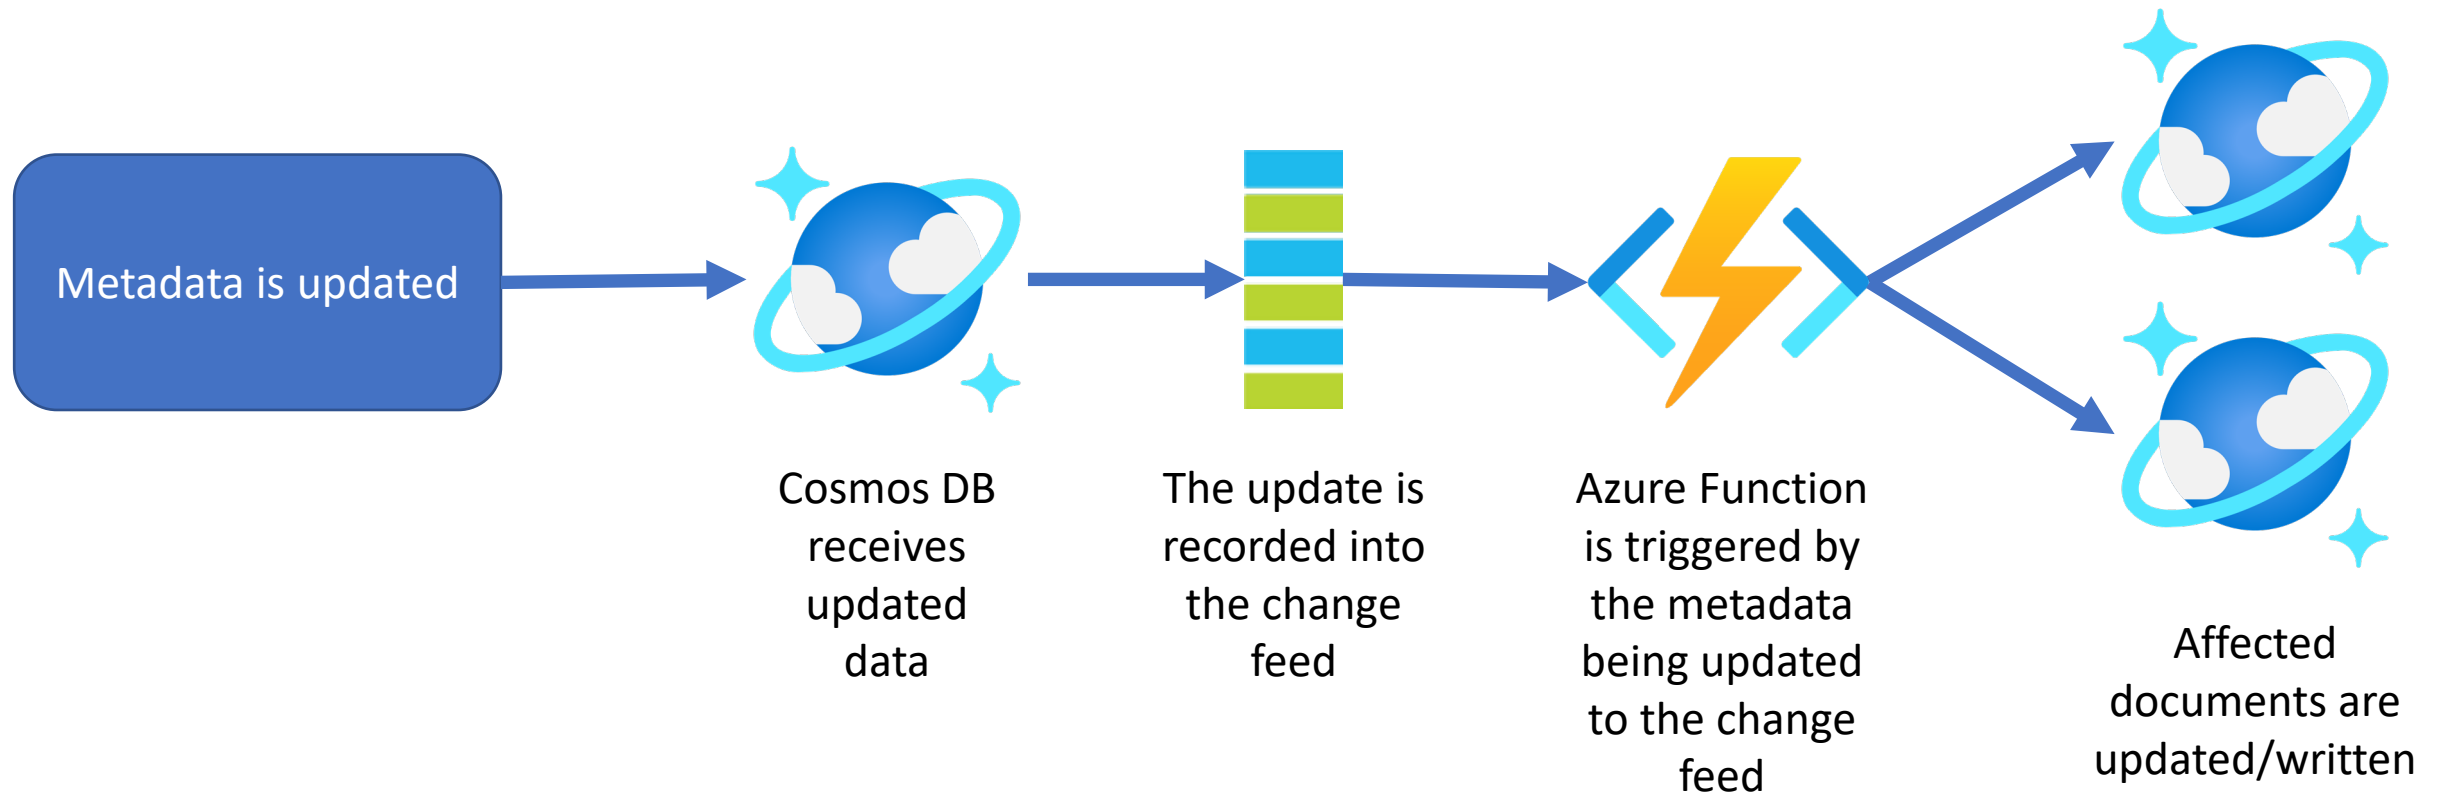 Metadata is updated
Cosmos DB
receives
updated
data
The update is
recorded into
the change
feed
Azure Function
is triggered by
the metadata
being updated
to the change
feed
Affected
documents are
updated/written